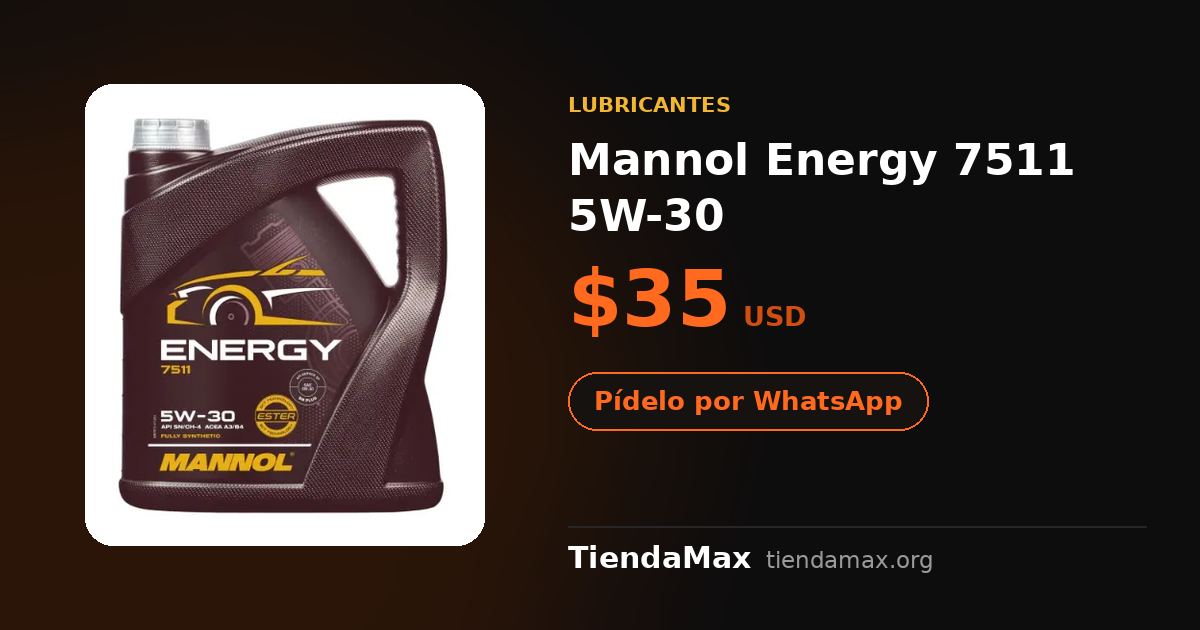 LUBRICANTES
Mannol Energy 7511
5W-30
$35 USD
Pídelo por WhatsApp
TiendaMax tiendamax.org
ENERGY
7511
5W-30
API SN/CH-4 ACEA A3/B4
FULLY SYNTHETIC
ESTER
MANNOL